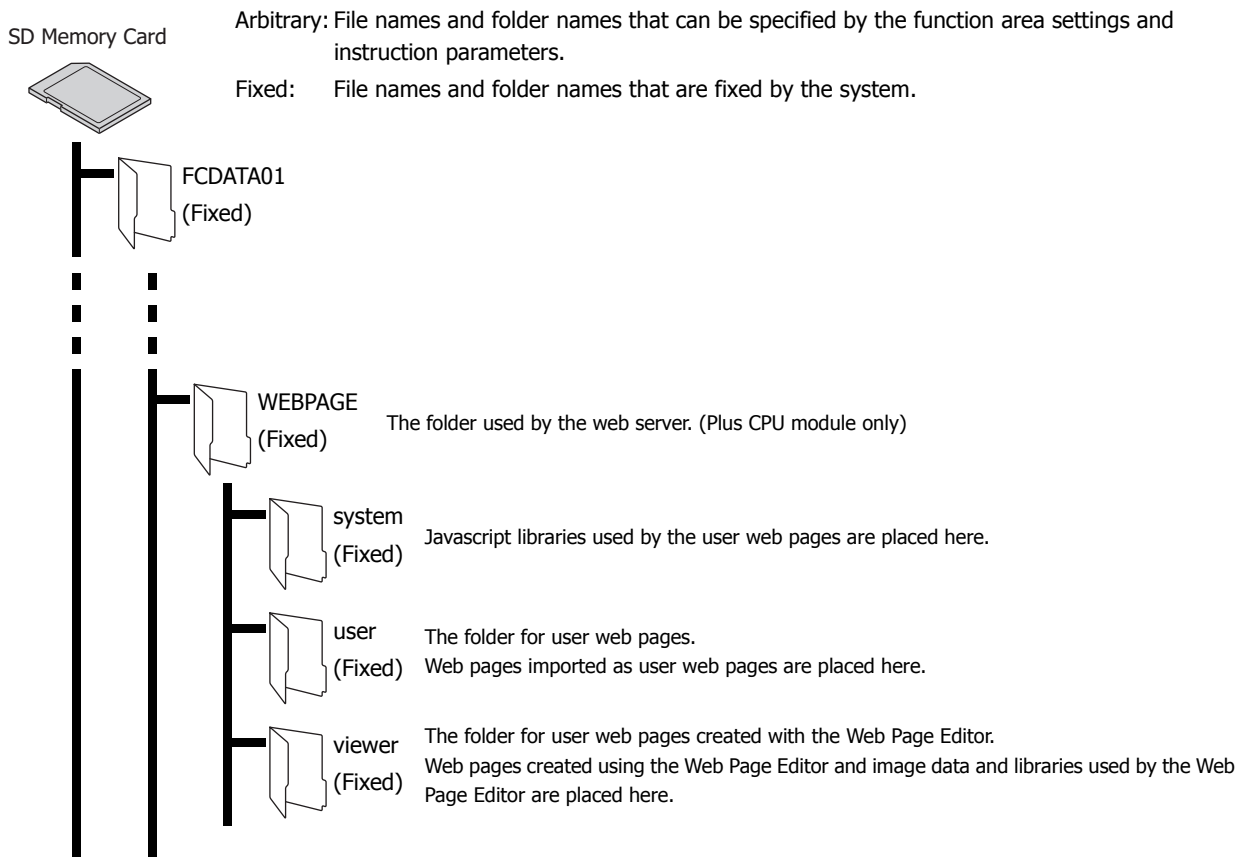 Arbitrary: File names and folder names that can be specified by the function area settings and
instruction parameters.
SD Memory Card
Fixed: File names and folder names that are fixed by the system.
FCDATA01
(Fixed)
WEBPAGE
(Fixed)
The folder used by the web server. (Plus CPU module only)
system
(Fixed)
Javascript libraries used by the user web pages are placed here.
user
(Fixed)
The folder for user web pages.
Web pages imported as user web pages are placed here.
viewer
(Fixed)
The folder for user web pages created with the Web Page Editor.
Web pages created using the Web Page Editor and image data and libraries used by the Web
Page Editor are placed here.